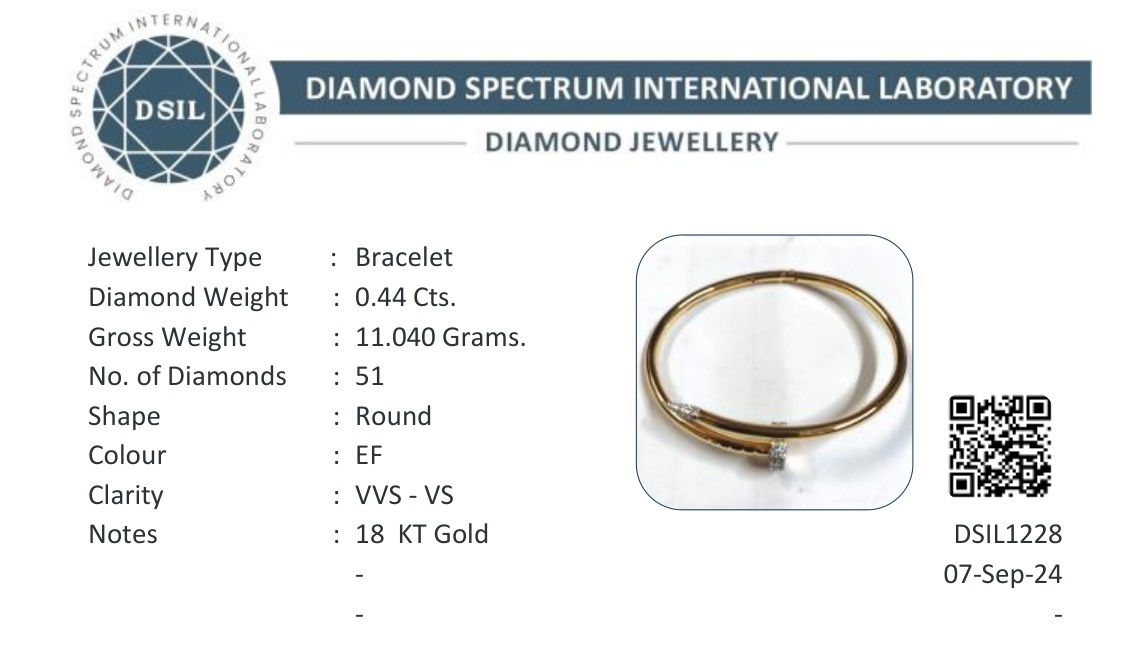 DIAMOND SPECTRUM INTERNATIONAL LABORATORY
DSIL
DIAMOND SPECTRUM INTERNATIONAL LABORATORY
DIAMOND JEWELLERY
Jewellery Type : Bracelet
Diamond Weight : 0.44 Cts.
Gross Weight : 11.040 Grams.
No. of Diamonds : 51
Shape : Round
Colour : EF
Clarity : VVS - VS
Notes : 18 KT Gold
DSIL1228
-
07-Sep-24
-
-